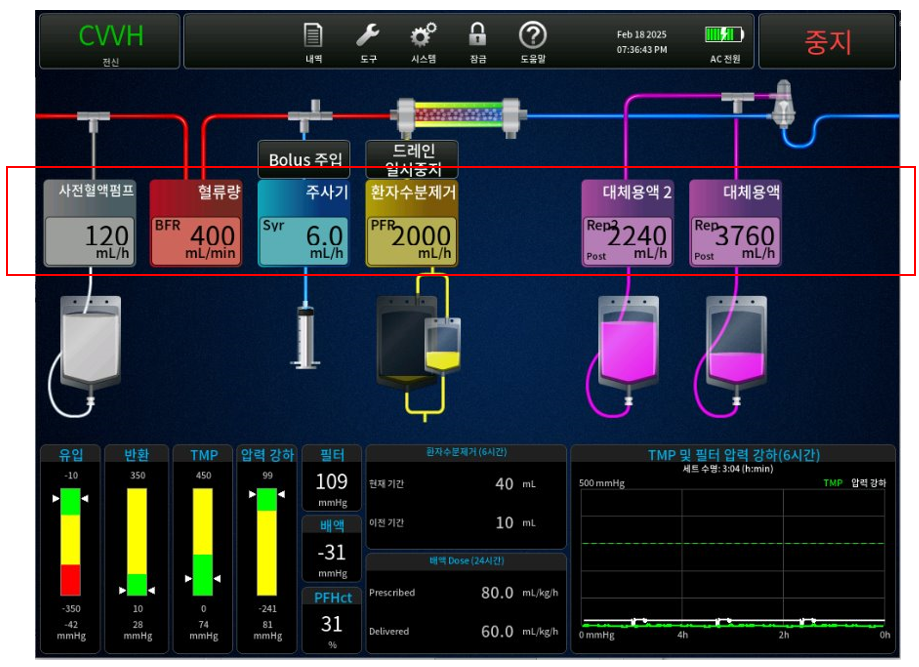 CVVH
전신
내역
도구
시스템
잠금
도움말
Feb 18 2025
07:36:43 PM
AC 전원
중지
Bolus 주입
드레인
일시중지
사전혈액펌프
120
mL/h
혈류량
BFR
400
mL/min
주사기
Syr
6.0
mL/h
환자수분제거
PFR
2000
mL/h
대체용액 2
Rep2
2240
Post
mL/h
대체용액
Rep
3760
Post
mL/h
유입
-10
-350
-42
mmHg
반환
350
10
28
mmHg
TMP
450
0
74
mmHg
압력 강하
99
-241
81
mmHg
필터
109
mmHg
배액
-31
mmHg
PFHct
31
%
환자수분제거 (6시간)
현재 기간 40 mL
이전 기간 10 mL
배액 Dose (24시간)
Prescribed 80.0 mL/kg/h
Delivered 60.0 mL/kg/h
TMP 및 필터 압력 강하(6시간)
세트 수명: 3:04 (h:min)
500 mmHg
TMP 압력 강하
0 mmHg
4h
2h
0h